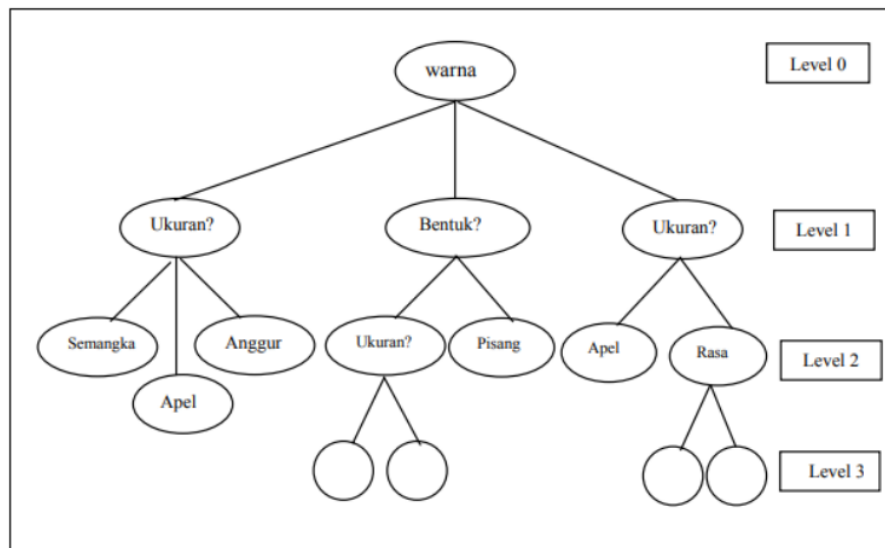 warna
Level 0
Ukuran?
Bentuk?
Ukuran?
Level 1
Semangka
Anggur
Ukuran?
Pisang
Apel
Rasa
Level 2
Apel
Level 3